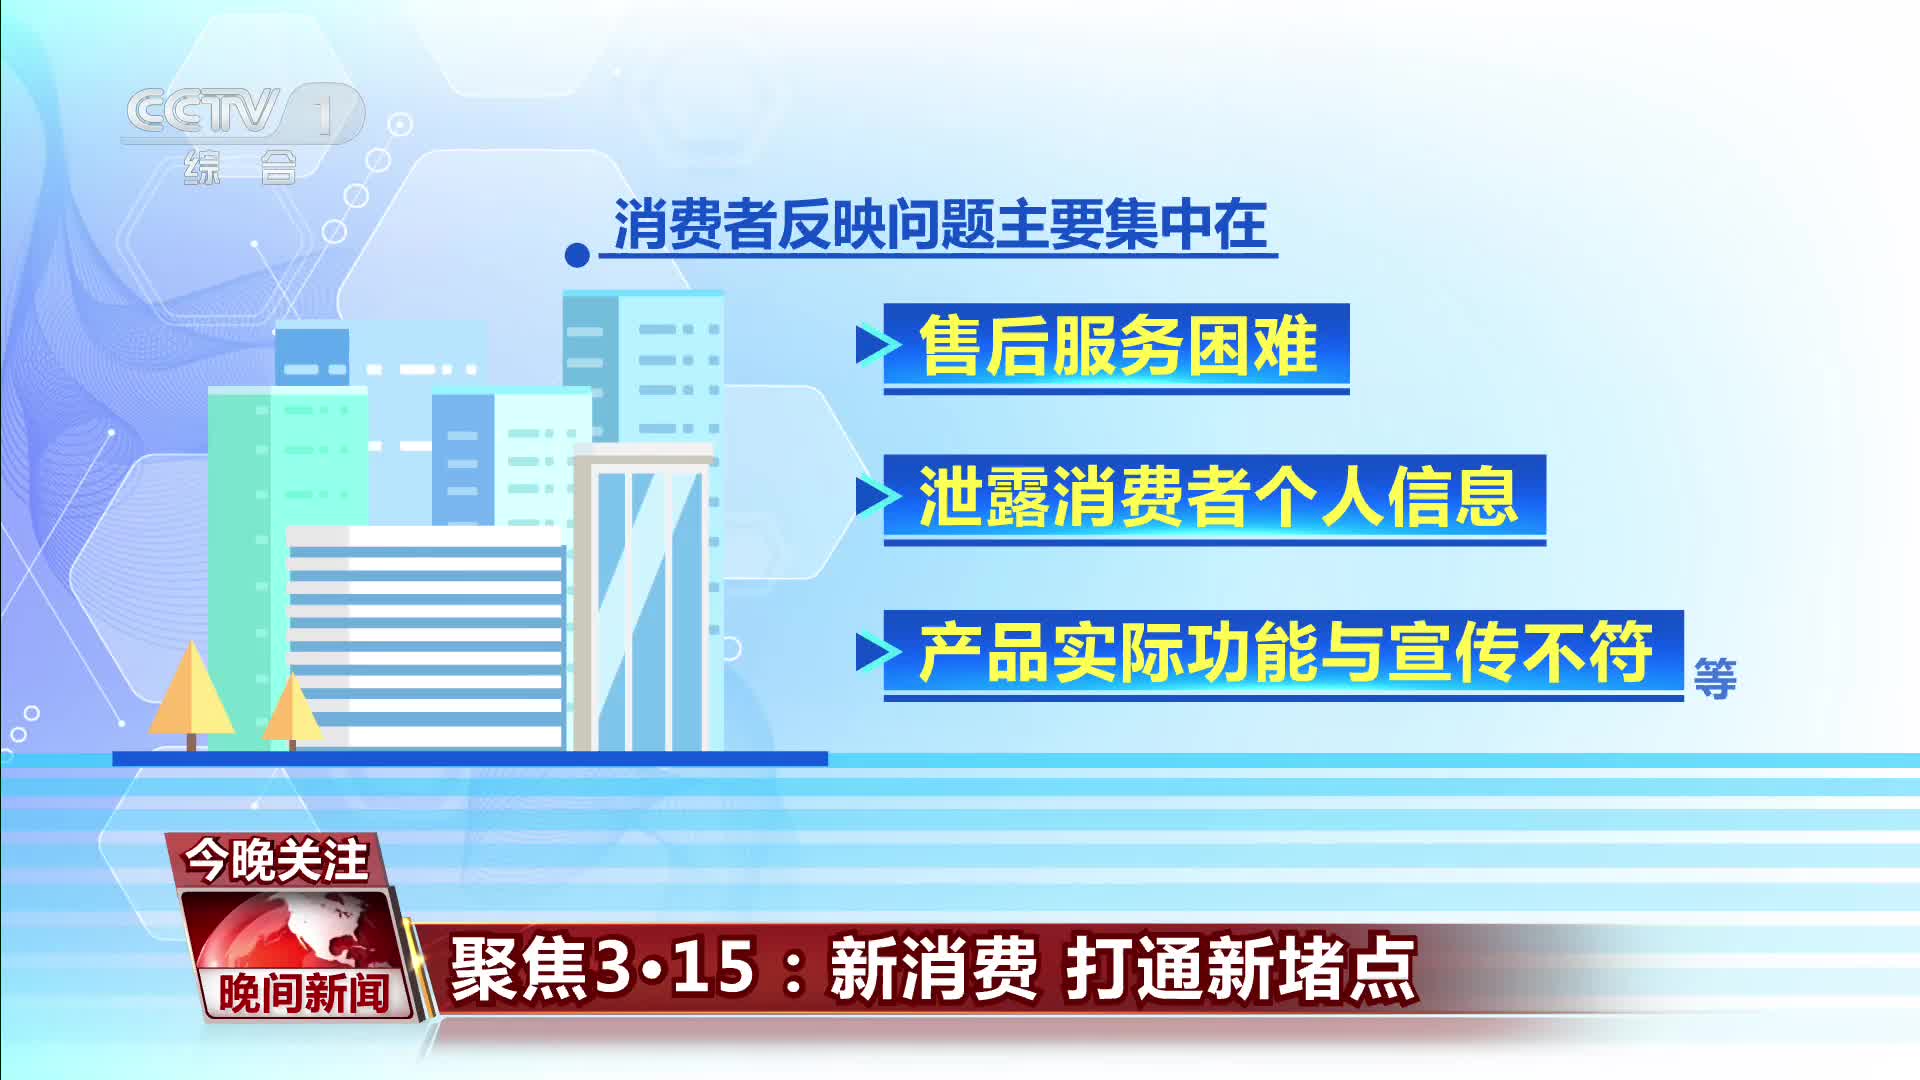 CCTV 1
综合
消费者反映问题主要集中在
售后服务困难
泄露消费者个人信息
产品实际功能与宣传不符
等
今晚关注
晚间新闻
聚焦3·15：新消费 打通新堵点